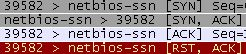 39582 > netbios-ssn [SYN] Seq=
netbios-ssn > 39582 [SYN, ACK]
39582 > netbios-ssn [ACK] Seq=
39582 > netbios-ssn [RST, ACK]